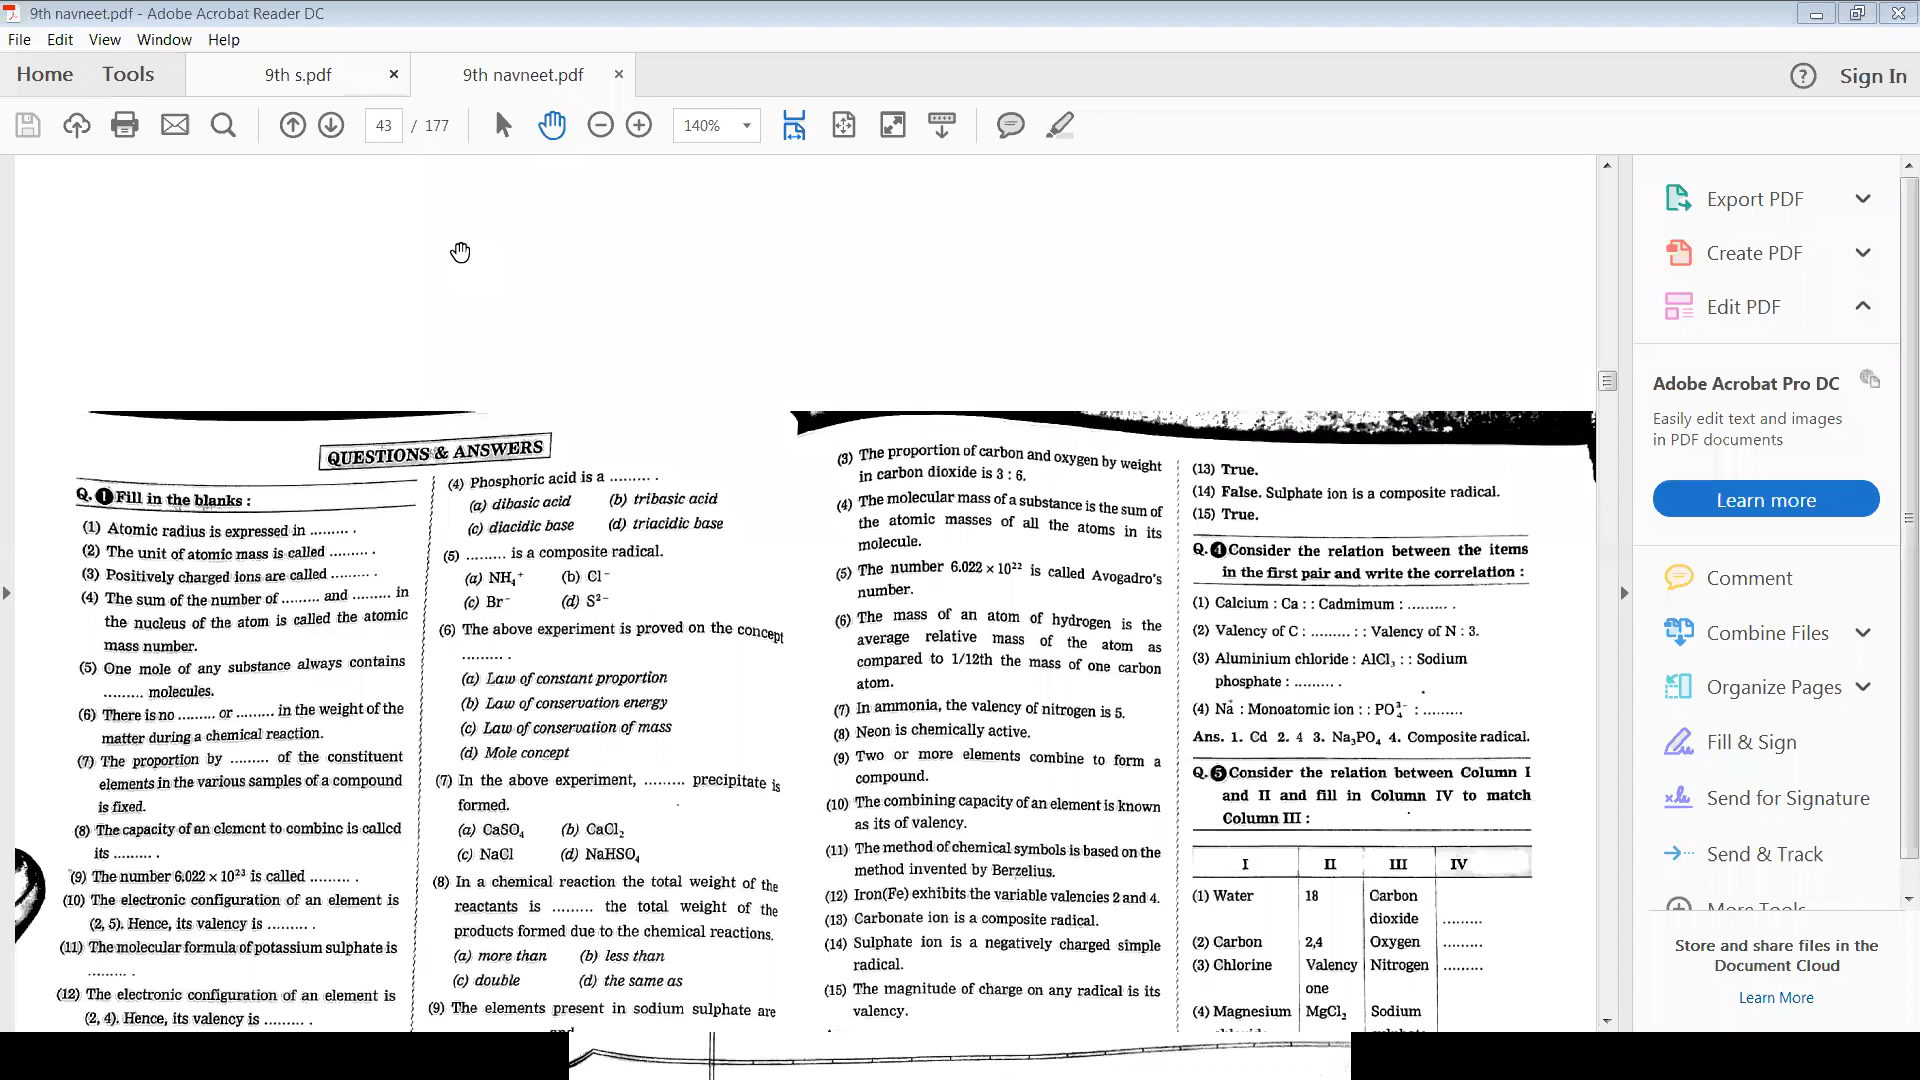 9th navneet.pdf - Adobe Acrobat Reader DC
File Edit View Window Help
Home Tools 9th s.pdf × 9th navneet.pdf × Sign In
43 / 177 140%
QUESTIONS & ANSWERS
Q. 1 Fill in the blanks :
(1) Atomic radius is expressed in ......... .
(2) The unit of atomic mass is called ......... .
(3) Positively charged ions are called ......... .
(4) The sum of the number of ......... and ......... in
the nucleus of the atom is called the atomic
mass number.
(5) One mole of any substance always contains
......... molecules.
(6) There is no ......... or ......... in the weight of the
matter during a chemical reaction.
(7) The proportion by ......... of the constituent
elements in the various samples of a compound
is fixed.
(8) The capacity of an element to combine is called
its ......... .
(9) The number 6.022 × 10²³ is called ......... .
(10) The electronic configuration of an element is
(2, 5). Hence, its valency is ......... .
(11) The molecular formula of potassium sulphate is
......... .
(12) The electronic configuration of an element is
(2, 4). Hence, its valency is ......... .
(4) Phosphoric acid is a ......... .
(a) dibasic acid (b) tribasic acid
(c) diacidic base (d) triacidic base
(5) ......... is a composite radical.
(a) NH₄⁺ (b) Cl⁻
(c) Br⁻ (d) S²⁻
(6) The above experiment is proved on the concept
......... .
(a) Law of constant proportion
(b) Law of conservation energy
(c) Law of conservation of mass
(d) Mole concept
(7) In the above experiment, ......... precipitate is
formed.
(a) CaSO₄ (b) CaCl₂
(c) NaCl (d) NaHSO₄
(8) In a chemical reaction the total weight of the
reactants is ......... the total weight of the
products formed due to the chemical reactions.
(a) more than (b) less than
(c) double (d) the same as
(9) The elements present in sodium sulphate are
(3) The proportion of carbon and oxygen by weight
in carbon dioxide is 3 : 6.
(4) The molecular mass of a substance is the sum of
the atomic masses of all the atoms in its
molecule.
(5) The number 6.022 × 10²² is called Avogadro's
number.
(6) The mass of an atom of hydrogen is the
average relative mass of the atom as
compared to 1/12th the mass of one carbon
atom.
(7) In ammonia, the valency of nitrogen is 5.
(8) Neon is chemically active.
(9) Two or more elements combine to form a
compound.
(10) The combining capacity of an element is known
as its of valency.
(11) The method of chemical symbols is based on the
method invented by Berzelius.
(12) Iron(Fe) exhibits the variable valencies 2 and 4.
(13) Carbonate ion is a composite radical.
(14) Sulphate ion is a negatively charged simple
radical.
(15) The magnitude of charge on any radical is its
valency.
(13) True.
(14) False. Sulphate ion is a composite radical.
(15) True.
Q. 4 Consider the relation between the items
in the first pair and write the correlation :
(1) Calcium : Ca : : Cadmimum : ......... .
(2) Valency of C : ......... : : Valency of N : 3.
(3) Aluminium chloride : AlCl₃ : : Sodium
phosphate : ......... .
(4) Na⁺ : Monoatomic ion : : PO₄³⁻ : .........
Ans. 1. Cd 2. 4 3. Na₃PO₄ 4. Composite radical.
Q. 5 Consider the relation between Column I
and II and fill in Column IV to match
Column III :
I II III IV
(1) Water 18 Carbon
dioxide .........
(2) Carbon 2,4 Oxygen .........
(3) Chlorine Valency Nitrogen .........
one
(4) Magnesium MgCl₂ Sodium
Export PDF
Create PDF
Edit PDF
Adobe Acrobat Pro DC
Easily edit text and images
in PDF documents
Learn more
Comment
Combine Files
Organize Pages
Fill & Sign
Send for Signature
Send & Track
More Tools
Store and share files in the
Document Cloud
Learn More